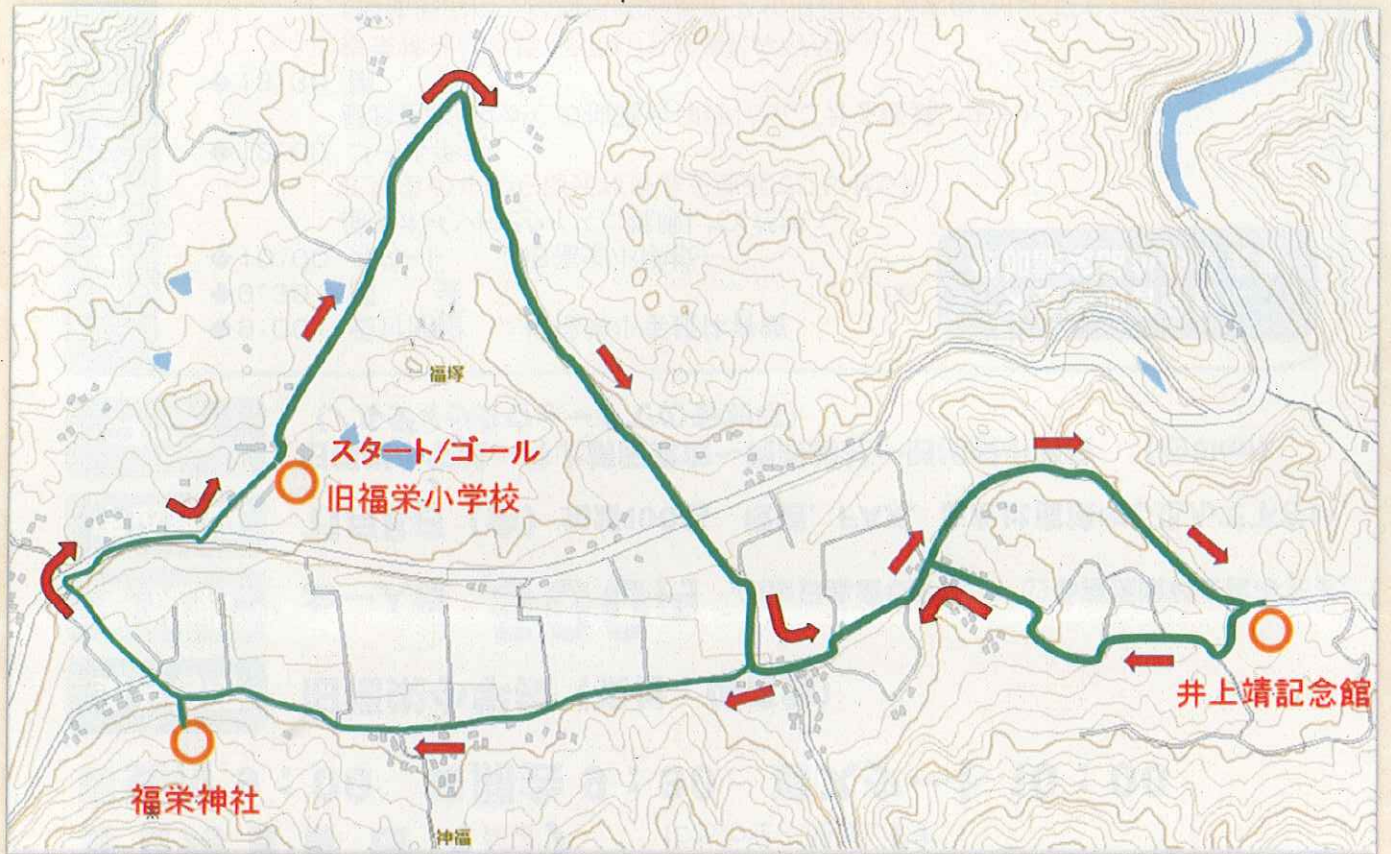 福塚
スタート/ゴール
旧福栄小学校
井上靖記念館
福栄神社
神福